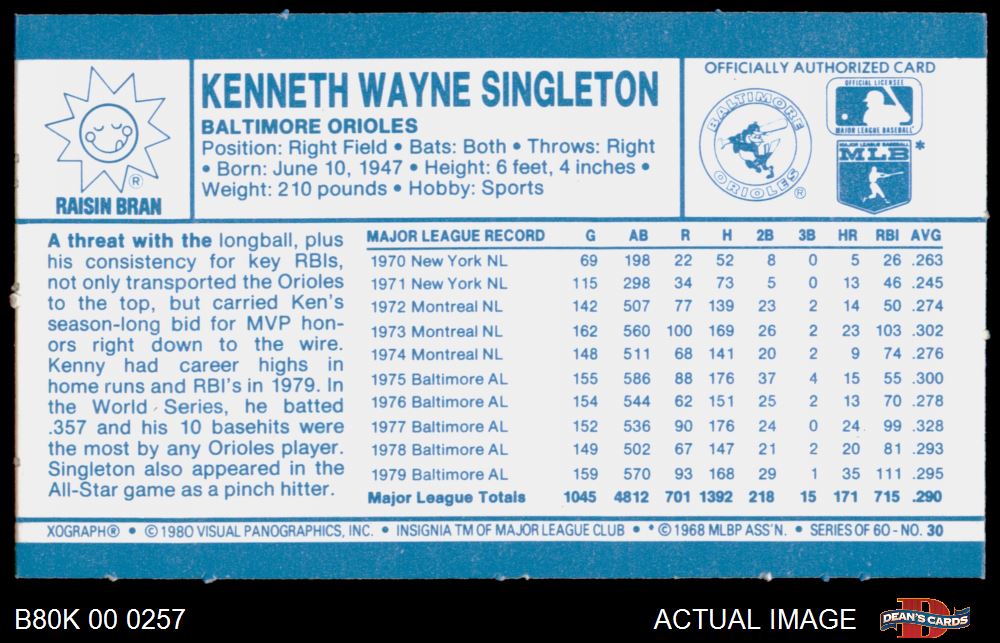 KENNETH WAYNE SINGLETON
BALTIMORE ORIOLES
Position: Right Field • Bats: Both • Throws: Right
• Born: June 10, 1947 • Height: 6 feet, 4 inches •
Weight: 210 pounds • Hobby: Sports
®
RAISIN BRAN
OFFICIALLY AUTHORIZED CARD
BALTIMORE
ORIOLES
®
OFFICIAL LICENSEE
MAJOR LEAGUE BASEBALL
MAJOR LEAGUE BASEBALL
MLB *
A threat with the longball, plus
his consistency for key RBIs,
not only transported the Orioles
to the top, but carried Ken's
season-long bid for MVP hon-
ors right down to the wire.
Kenny had career highs in
home runs and RBI's in 1979. In
the World Series, he batted
.357 and his 10 basehits were
the most by any Orioles player.
Singleton also appeared in the
All-Star game as a pinch hitter.
MAJOR LEAGUE RECORD G AB R H 2B 3B HR RBI AVG
1970 New York NL 69 198 22 52 8 0 5 26 .263
1971 New York NL 115 298 34 73 5 0 13 46 .245
1972 Montreal NL 142 507 77 139 23 2 14 50 .274
1973 Montreal NL 162 560 100 169 26 2 23 103 .302
1974 Montreal NL 148 511 68 141 20 2 9 74 .276
1975 Baltimore AL 155 586 88 176 37 4 15 55 .300
1976 Baltimore AL 154 544 62 151 25 2 13 70 .278
1977 Baltimore AL 152 536 90 176 24 0 24 99 .328
1978 Baltimore AL 149 502 67 147 21 2 20 81 .293
1979 Baltimore AL 159 570 93 168 29 1 35 111 .295
Major League Totals 1045 4812 701 1392 218 15 171 715 .290
XOGRAPH® • ©1980 VISUAL PANOGRAPHICS, INC. • INSIGNIA TM OF MAJOR LEAGUE CLUB • * ©1968 MLBP ASS'N. • SERIES OF 60 - NO. 30
B80K 00 0257
ACTUAL IMAGE
D
DEAN'S CARDS